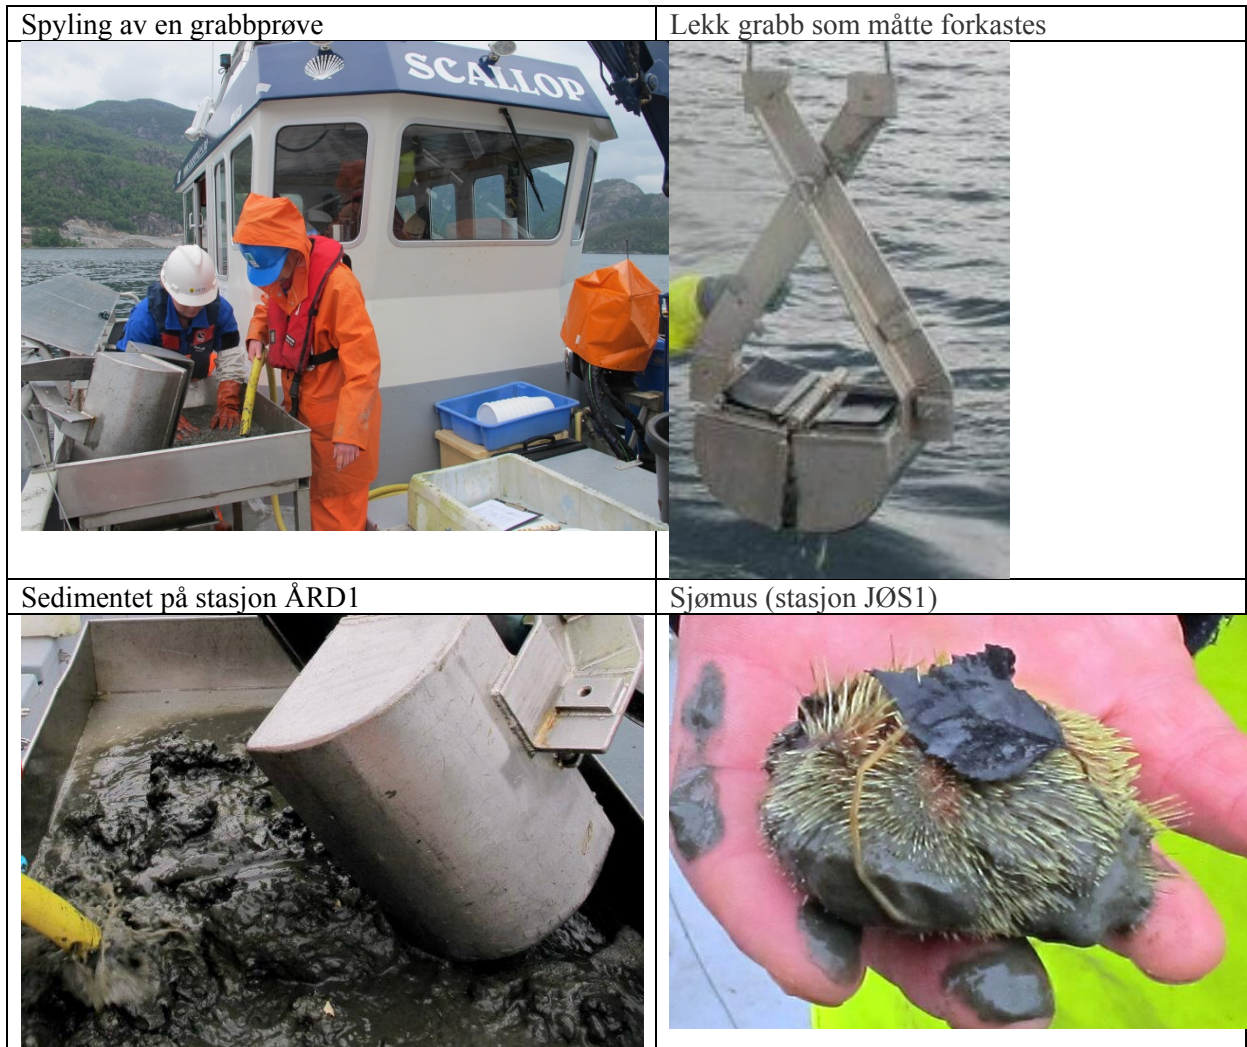 Spyling av en grabbprøve
Lekk grabb som måtte forkastes
SCALLOP
Sedimentet på stasjon ÅRD1
Sjømus (stasjon JØS1)